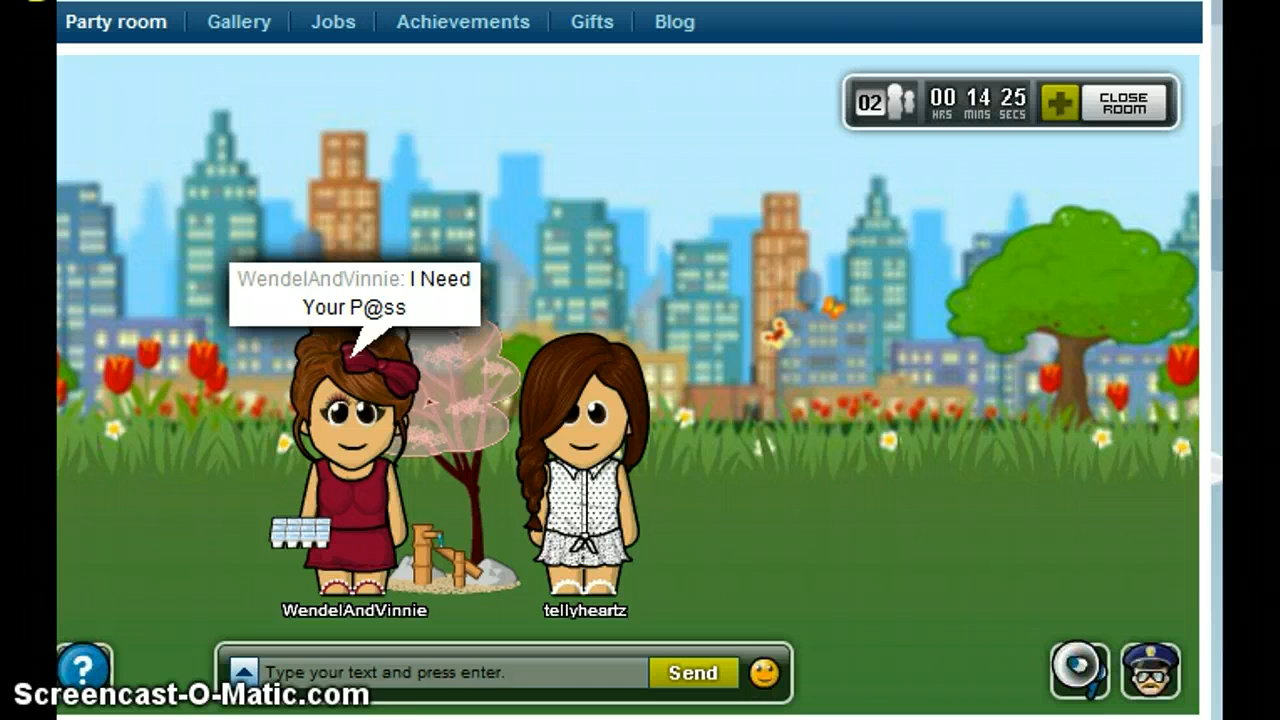 Party room Gallery Jobs Achievements Gifts Blog
02 00 14 25 CLOSE
HRS MINS SECS ROOM
WendelAndVinnie: I Need
Your P@ss
WendelAndVinnie tellyheartz
? Type your text and press enter. Send
Screencast-O-Matic.com